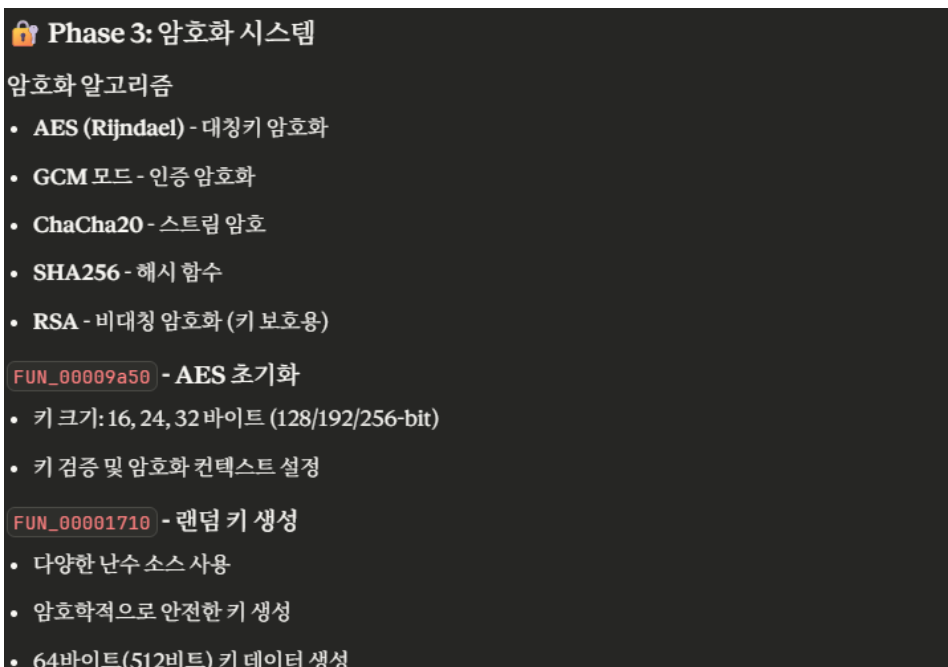 🔐 Phase 3: 암호화 시스템
암호화 알고리즘
• AES (Rijndael) - 대칭키 암호화
• GCM 모드 - 인증 암호화
• ChaCha20 - 스트림 암호
• SHA256 - 해시 함수
• RSA - 비대칭 암호화 (키 보호용)
FUN_00009a50 - AES 초기화
• 키 크기: 16, 24, 32 바이트 (128/192/256-bit)
• 키 검증 및 암호화 컨텍스트 설정
FUN_00001710 - 랜덤 키 생성
• 다양한 난수 소스 사용
• 암호학적으로 안전한 키 생성
• 64바이트(512비트) 키 데이터 생성